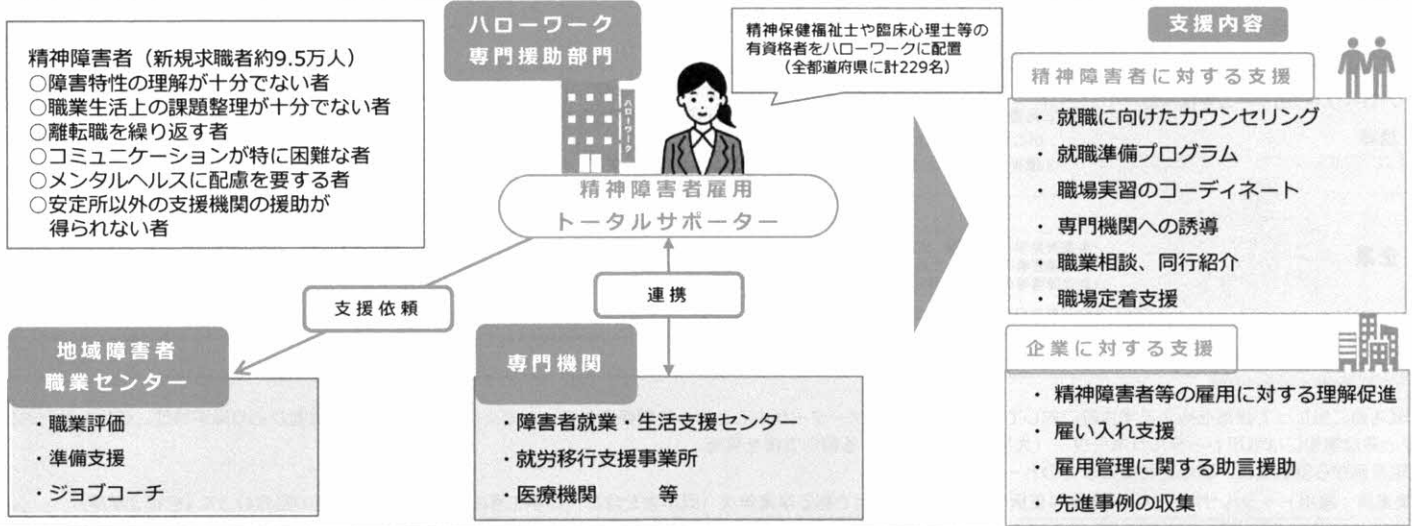 精神障害者（新規求職者約9.5万人）
○障害特性の理解が十分でない者
○職業生活上の課題整理が十分でない者
○離転職を繰り返す者
○コミュニケーションが特に困難な者
○メンタルヘルスに配慮を要する者
○安定所以外の支援機関の援助が
得られない者
ハローワーク
専門援助部門
ハローワーク
精神保健福祉士や臨床心理士等の
有資格者をハローワークに配置
（全都道府県に計229名）
精神障害者雇用
トータルサポーター
支援依頼
連携
地域障害者
職業センター
・職業評価
・準備支援
・ジョブコーチ
専門機関
・障害者就業・生活支援センター
・就労移行支援事業所
・医療機関　等
支援内容
精神障害者に対する支援
・ 就職に向けたカウンセリング
・ 就職準備プログラム
・ 職場実習のコーディネート
・ 専門機関への誘導
・ 職業相談、同行紹介
・ 職場定着支援
企業に対する支援
・ 精神障害者等の雇用に対する理解促進
・ 雇い入れ支援
・ 雇用管理に関する助言援助
・ 先進事例の収集